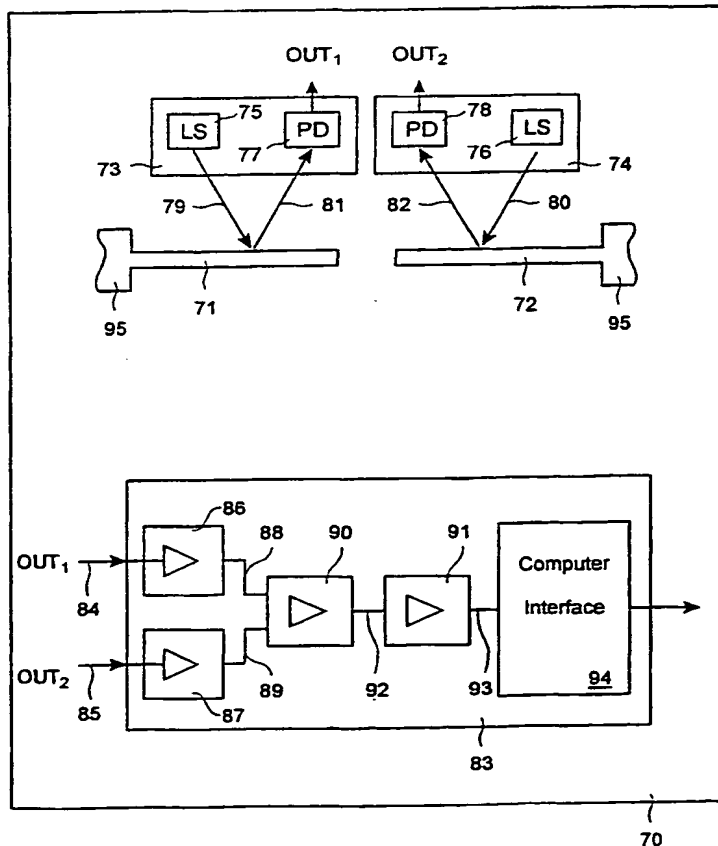 OUT₁ OUT₂
75 78
LS PD PD LS
73 77 76 74
79 81 82 80
71 72
95 95
86
88 90 91
OUT₁
84
Computer
Interface
OUT₂
85
89 92 93 94
87
83
70